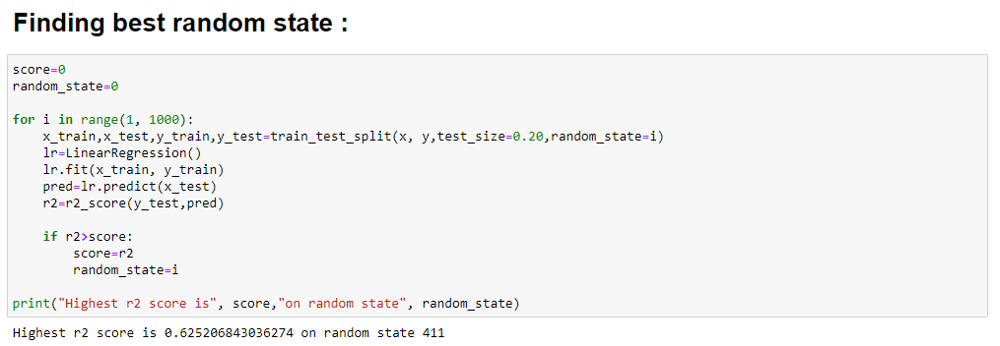 Finding best random state :
score=0
random_state=0
for i in range(1, 1000):
    x_train,x_test,y_train,y_test=train_test_split(x, y,test_size=0.20,random_state=i)
    lr=LinearRegression()
    lr.fit(x_train, y_train)
    pred=lr.predict(x_test)
    r2=r2_score(y_test,pred)
    if r2>score:
        score=r2
        random_state=i
print("Highest r2 score is", score,"on random state", random_state)
Highest r2 score is 0.625206843036274 on random state 411